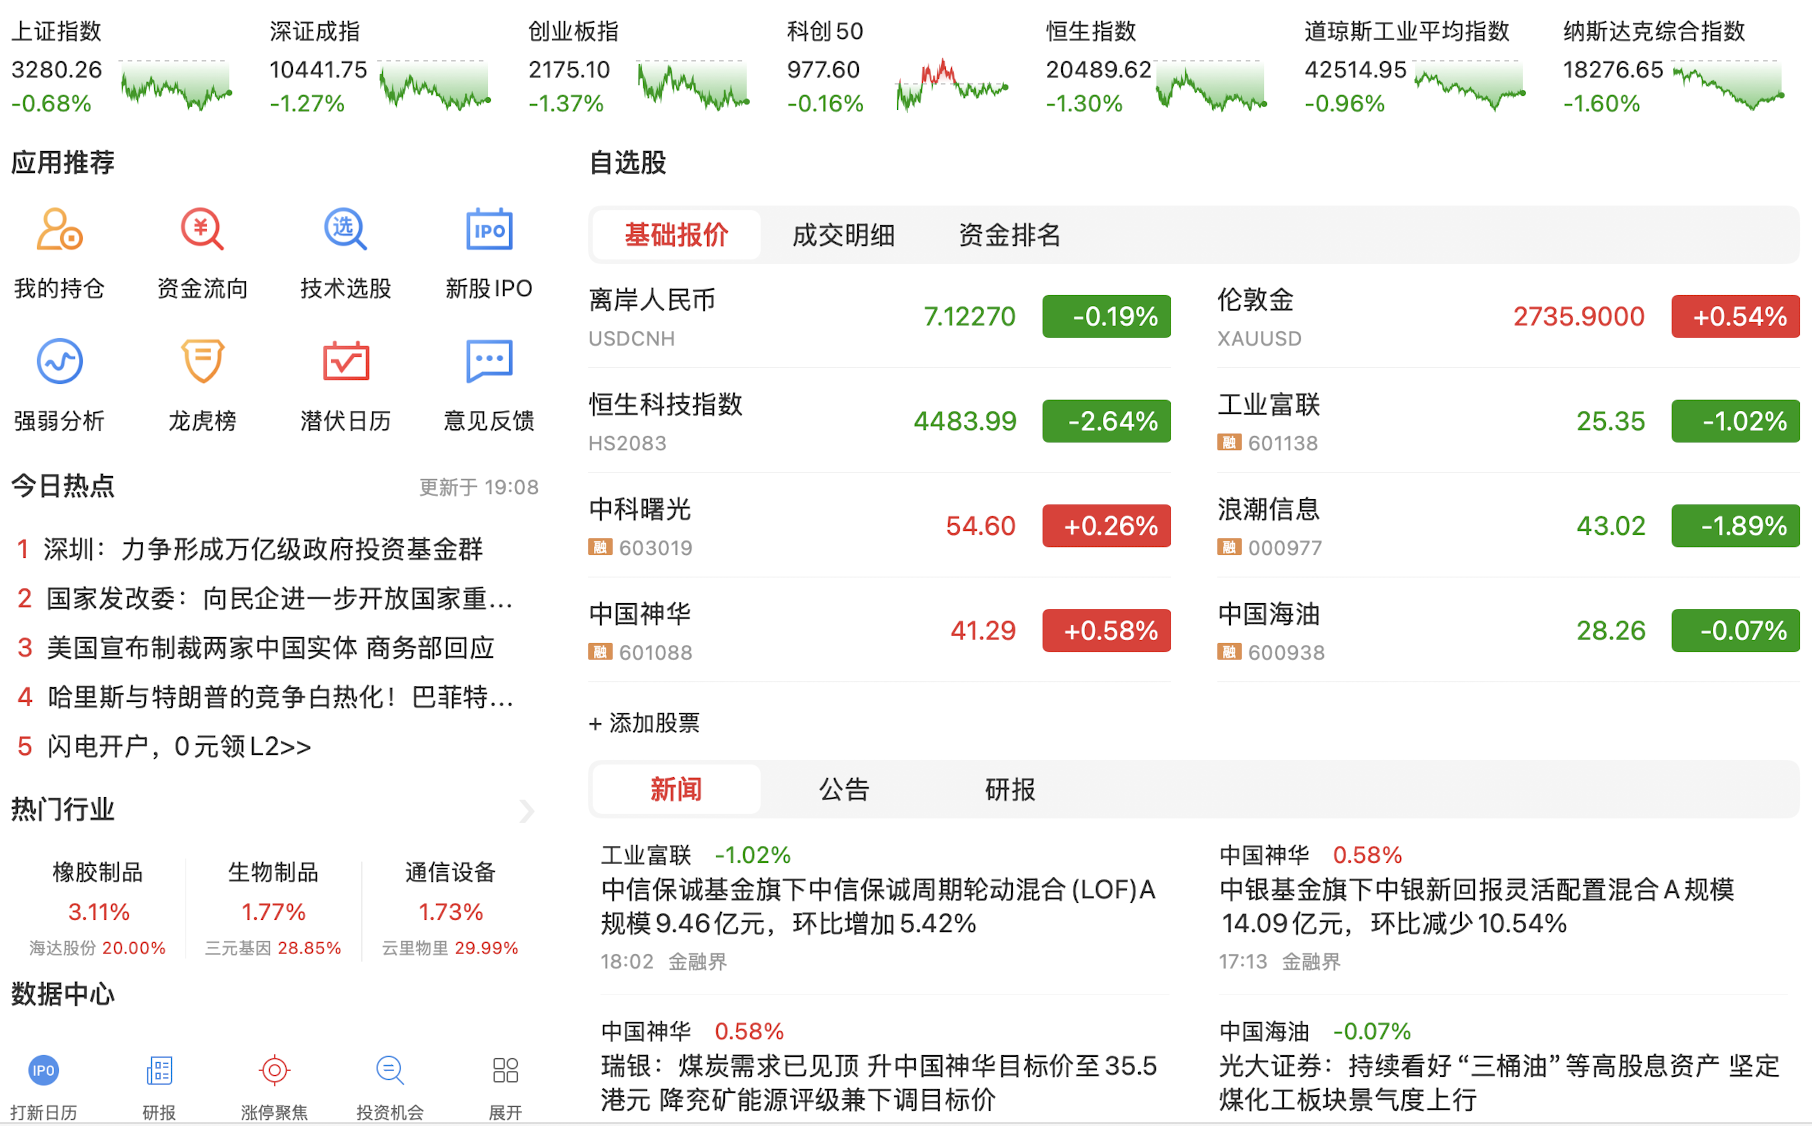 上证指数
3280.26
-0.68%
深证成指
10441.75
-1.27%
创业板指
2175.10
-1.37%
科创50
977.60
-0.16%
恒生指数
20489.62
-1.30%
道琼斯工业平均指数
42514.95
-0.96%
纳斯达克综合指数
18276.65
-1.60%
应用推荐
¥
选
IPO
我的持仓
资金流向
技术选股
新股IPO
强弱分析
龙虎榜
潜伏日历
意见反馈
今日热点
更新于 19:08
1 深圳：力争形成万亿级政府投资基金群
2 国家发改委：向民企进一步开放国家重...
3 美国宣布制裁两家中国实体 商务部回应
4 哈里斯与特朗普的竞争白热化！巴菲特...
5 闪电开户，0元领L2>>
热门行业
橡胶制品
3.11%
海达股份 20.00%
生物制品
1.77%
三元基因 28.85%
通信设备
1.73%
云里物里 29.99%
数据中心
IPO
打新日历
研报
涨停聚焦
投资机会
展开
自选股
基础报价
成交明细
资金排名
离岸人民币
USDCNH
7.12270
-0.19%
伦敦金
XAUUSD
2735.9000
+0.54%
恒生科技指数
HS2083
4483.99
-2.64%
工业富联
融 601138
25.35
-1.02%
中科曙光
融 603019
54.60
+0.26%
浪潮信息
融 000977
43.02
-1.89%
中国神华
融 601088
41.29
+0.58%
中国海油
融 600938
28.26
-0.07%
+ 添加股票
新闻
公告
研报
工业富联 -1.02%
中信保诚基金旗下中信保诚周期轮动混合(LOF)A
规模9.46亿元，环比增加5.42%
18:02 金融界
中国神华 0.58%
中银基金旗下中银新回报灵活配置混合A规模
14.09亿元，环比减少10.54%
17:13 金融界
中国神华 0.58%
瑞银：煤炭需求已见顶 升中国神华目标价至35.5
港元 降兖矿能源评级兼下调目标价
中国海油 -0.07%
光大证券：持续看好“三桶油”等高股息资产 坚定
煤化工板块景气度上行